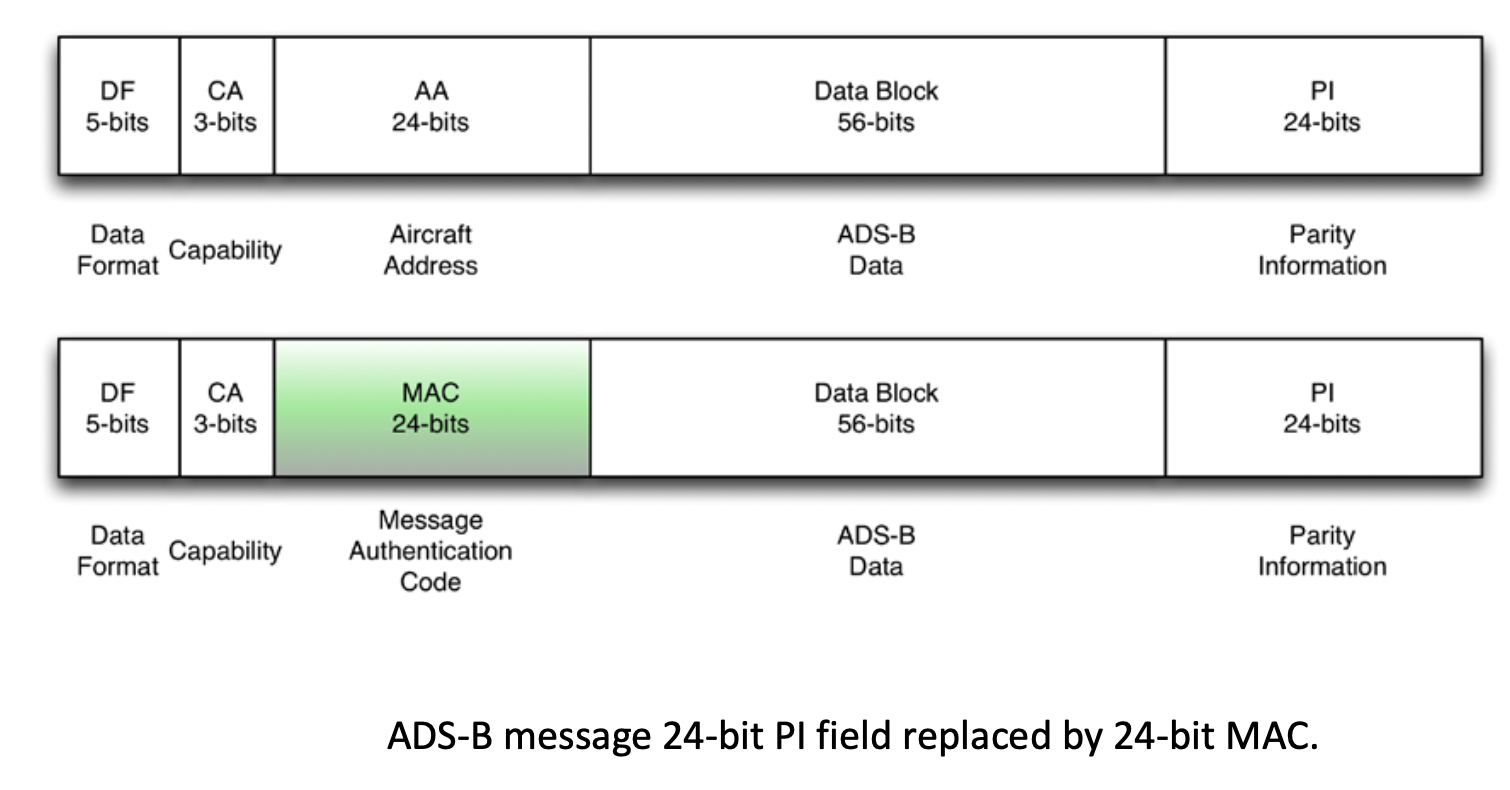 DF CA AA Data Block PI
5-bits 3-bits 24-bits 56-bits 24-bits
Data Aircraft ADS-B Parity
Format Capability Address Data Information
DF CA MAC Data Block PI
5-bits 3-bits 24-bits 56-bits 24-bits
Message
Data Authentication ADS-B Parity
Format Capability Code Data Information
ADS-B message 24-bit PI field replaced by 24-bit MAC.